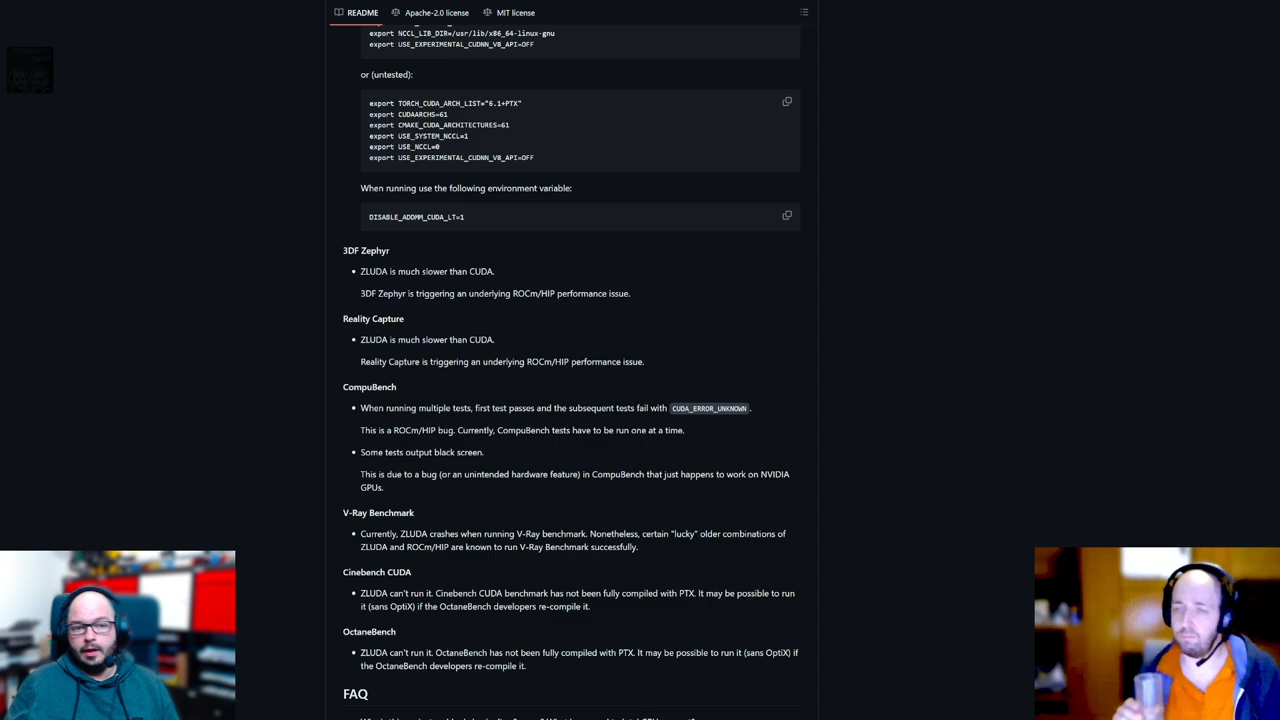 README
Apache-2.0 license
MIT license
export NCCL_LIB_DIR=/usr/lib/x86_64-linux-gnu
export USE_EXPERIMENTAL_CUDNN_V8_API=OFF
or (untested):
export TORCH_CUDA_ARCH_LIST="6.1+PTX"
export CUDAARCHS=61
export CMAKE_CUDA_ARCHITECTURES=61
export USE_SYSTEM_NCCL=1
export USE_NCCL=0
export USE_EXPERIMENTAL_CUDNN_V8_API=OFF
When running use the following environment variable:
DISABLE_ADDMM_CUDA_LT=1
3DF Zephyr
• ZLUDA is much slower than CUDA.
3DF Zephyr is triggering an underlying ROCm/HIP performance issue.
Reality Capture
• ZLUDA is much slower than CUDA.
Reality Capture is triggering an underlying ROCm/HIP performance issue.
CompuBench
• When running multiple tests, first test passes and the subsequent tests fail with CUDA_ERROR_UNKNOWN.
This is a ROCm/HIP bug. Currently, CompuBench tests have to be run one at a time.
• Some tests output black screen.
This is due to a bug (or an unintended hardware feature) in CompuBench that just happens to work on NVIDIA
GPUs.
V-Ray Benchmark
• Currently, ZLUDA crashes when running V-Ray benchmark. Nonetheless, certain "lucky" older combinations of
ZLUDA and ROCm/HIP are known to run V-Ray Benchmark successfully.
Cinebench CUDA
• ZLUDA can't run it. Cinebench CUDA benchmark has not been fully compiled with PTX. It may be possible to run
it (sans OptiX) if the OctaneBench developers re-compile it.
OctaneBench
• ZLUDA can't run it. OctaneBench has not been fully compiled with PTX. It may be possible to run it (sans OptiX) if
the OctaneBench developers re-compile it.
FAQ